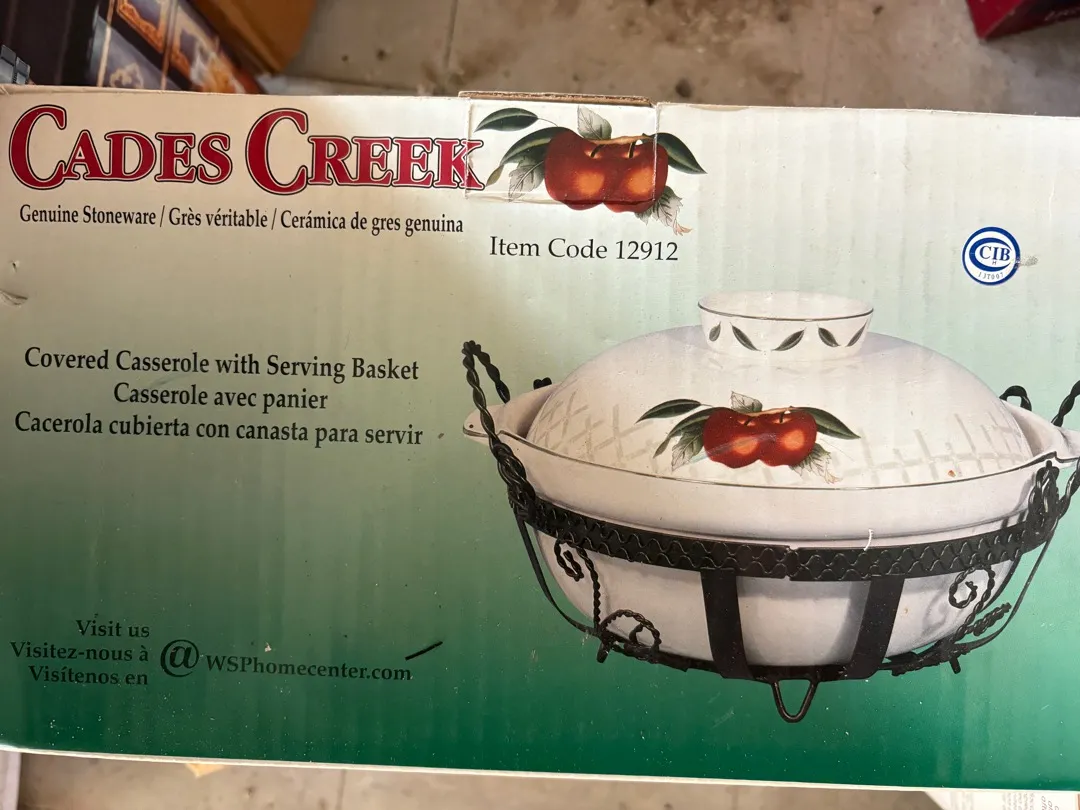 CADES CREEK
Genuine Stoneware / Grès véritable / Cerámica de gres genuina
Item Code 12912
CIB
Covered Casserole with Serving Basket
Casserole avec panier
Cacerola cubierta con canasta para servir
Visit us
Visitez-nous à
Visítenos en
@WSPhomecenter.com